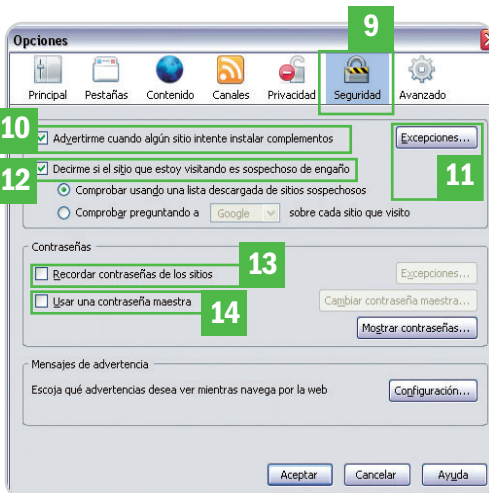 9
Opciones
Principal Pestañas Contenido Canales Privacidad Seguridad Avanzado
10
Advertirme cuando algún sitio intente instalar complementos
Excepciones...
11
12
Decirme si el sitio que estoy visitando es sospechoso de engaño
Comprobar usando una lista descargada de sitios sospechosos
Comprobar preguntando a Google sobre cada sitio que visito
Contraseñas
Recordar contraseñas de los sitios
13
Excepciones...
Usar una contraseña maestra
14
Cambiar contraseña maestra...
Mostrar contraseñas...
Mensajes de advertencia
Escoja qué advertencias desea ver mientras navega por la web
Configuración...
Aceptar Cancelar Ayuda